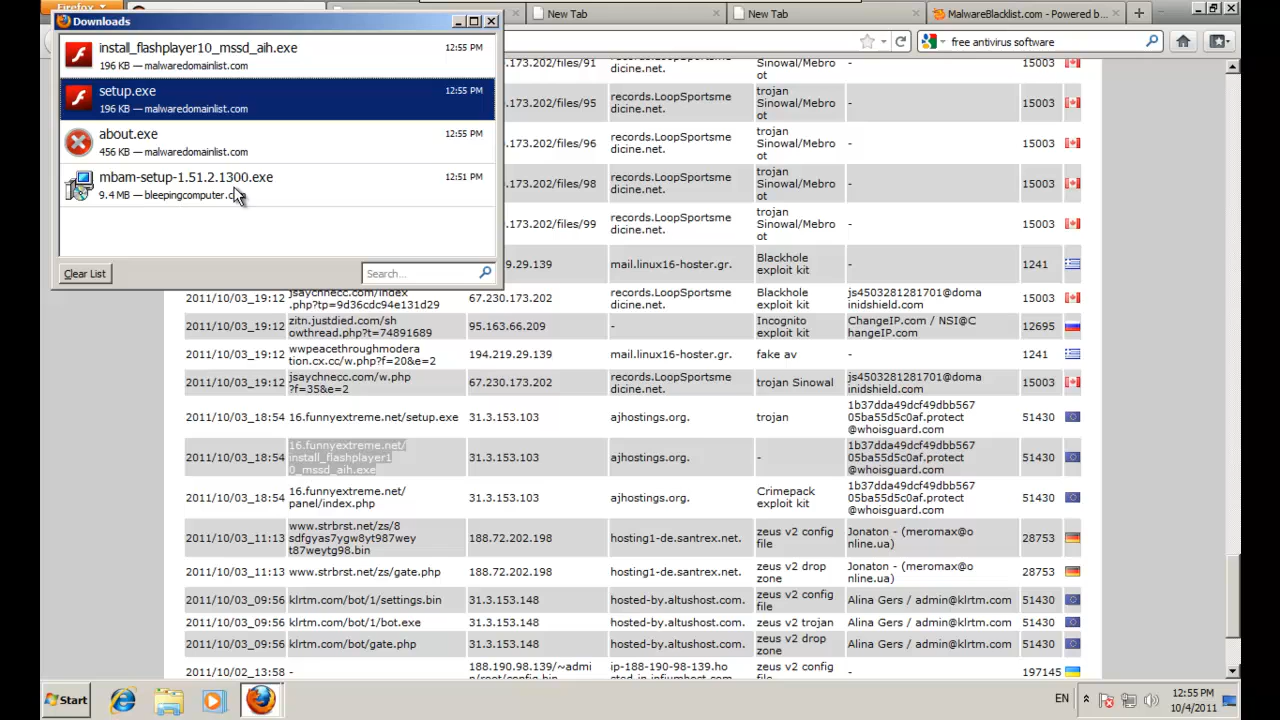 Firefox
Downloads
New Tab
New Tab
MalwareBlacklist.com - Powered b...
free antivirus software
install_flashplayer10_mssd_aih.exe 12:55 PM
196 KB — malwaredomainlist.com
setup.exe 12:55 PM
196 KB — malwaredomainlist.com
about.exe 12:55 PM
456 KB — malwaredomainlist.com
mbam-setup-1.51.2.1300.exe 12:51 PM
9.4 MB — bleepingcomputer.c
Clear List
Search...
.173.202/files/91 records.LoopSportsme
dicine.net. trojan
Sinowal/Mebro
ot - 15003
.173.202/files/95 records.LoopSportsme
dicine.net. trojan
Sinowal/Mebro
ot - 15003
.173.202/files/96 records.LoopSportsme
dicine.net. trojan
Sinowal/Mebro
ot - 15003
.173.202/files/98 records.LoopSportsme
dicine.net. trojan
Sinowal/Mebro
ot - 15003
.173.202/files/99 records.LoopSportsme
dicine.net. trojan
Sinowal/Mebro
ot - 15003
.219.29.139 mail.linux16-hoster.gr. Blackhole
exploit kit - 1241
2011/10/03_19:12 jsaychnecc.com/index
.php?tp=9d36cdc94e131d29 67.230.173.202 records.LoopSportsme
dicine.net. Blackhole
exploit kit js4503281281701@doma
inidshield.com 15003
2011/10/03_19:12 zitn.justdied.com/sh
owthread.php?t=74891689 95.163.66.209 - Incognito
exploit kit ChangeIP.com / NSI@C
hangeIP.com 12695
2011/10/03_19:12 wwpeacethroughmodera
tion.cx.cc/w.php?f=20&e=2 194.219.29.139 mail.linux16-hoster.gr. fake av - 1241
2011/10/03_19:12 jsaychnecc.com/w.php
?f=35&e=2 67.230.173.202 records.LoopSportsme
dicine.net. trojan Sinowal js4503281281701@doma
inidshield.com 15003
2011/10/03_18:54 16.funnyextreme.net/setup.exe 31.3.153.103 ajhostings.org. trojan 1b37dda49dcf49dbb567
05ba55d5c0af.protect
@whoisguard.com 51430
2011/10/03_18:54 16.funnyextreme.net/
install_flashplayer1
0_mssd_aih.exe 31.3.153.103 ajhostings.org. - 1b37dda49dcf49dbb567
05ba55d5c0af.protect
@whoisguard.com 51430
2011/10/03_18:54 16.funnyextreme.net/
panel/index.php 31.3.153.103 ajhostings.org. Crimepack
exploit kit 1b37dda49dcf49dbb567
05ba55d5c0af.protect
@whoisguard.com 51430
2011/10/03_11:13 www.strbrst.net/zs/8
sdfgyas7ygw8yt987wey
t87weytg98.bin 188.72.202.198 hosting1-de.santrex.net. zeus v2 config
file Jonaton - (meromax@o
nline.ua) 28753
2011/10/03_11:13 www.strbrst.net/zs/gate.php 188.72.202.198 hosting1-de.santrex.net. zeus v2 drop
zone Jonaton - (meromax@o
nline.ua) 28753
2011/10/03_09:56 klrtm.com/bot/1/settings.bin 31.3.153.148 hosted-by.altushost.com. zeus v2 config
file Alina Gers / admin@klrtm.com 51430
2011/10/03_09:56 klrtm.com/bot/1/bot.exe 31.3.153.148 hosted-by.altushost.com. zeus v2 trojan Alina Gers / admin@klrtm.com 51430
2011/10/03_09:56 klrtm.com/bot/gate.php 31.3.153.148 hosted-by.altushost.com. zeus v2 drop
zone Alina Gers / admin@klrtm.com 51430
2011/10/02_13:58 - 188.190.98.139/~admi
n/root/config.bin ip-188-190-98-139.ho
sted-in.infiumhost.com zeus v2 config
file - 197145
Start
EN
12:55 PM
10/4/2011